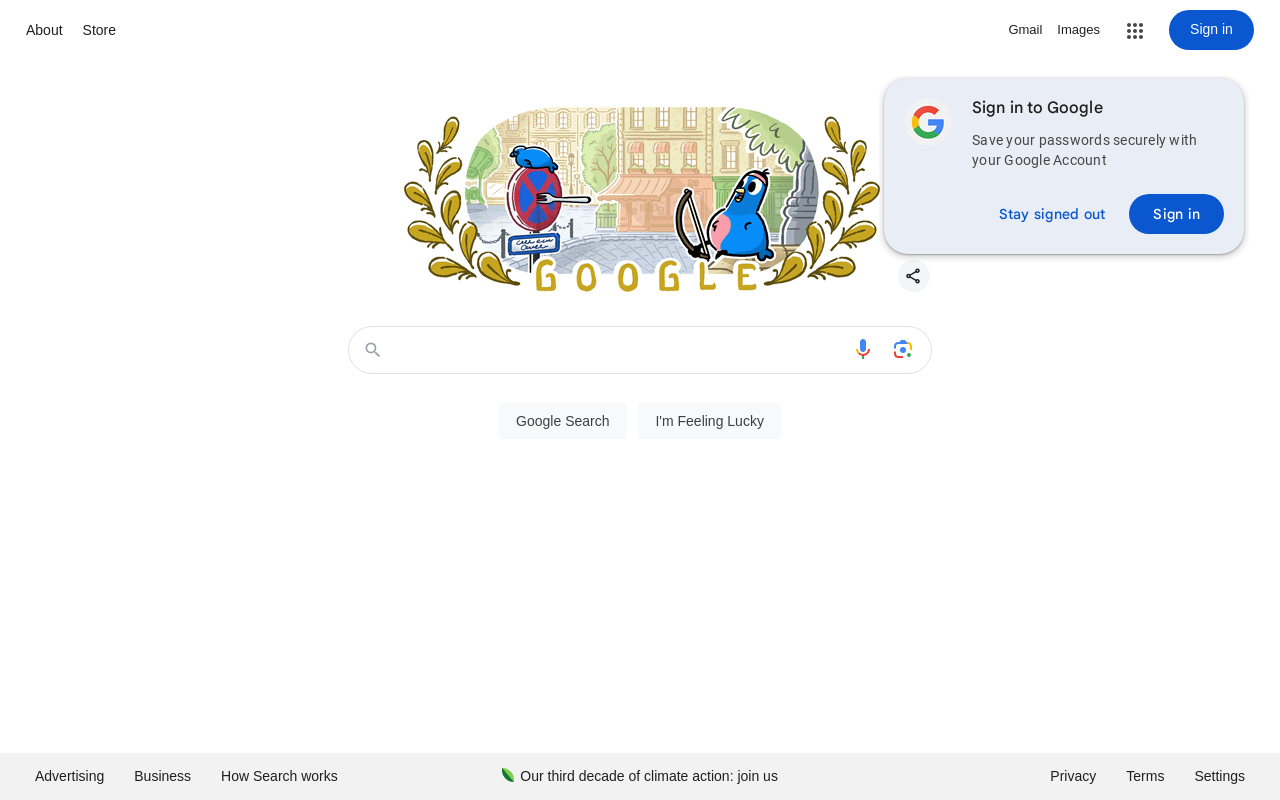 About
Store
Gmail
Images
Sign in
Sign in to Google
Save your passwords securely with
your Google Account
Stay signed out
Sign in
GOOGLE
Google Search
I'm Feeling Lucky
Advertising
Business
How Search works
Our third decade of climate action: join us
Privacy
Terms
Settings